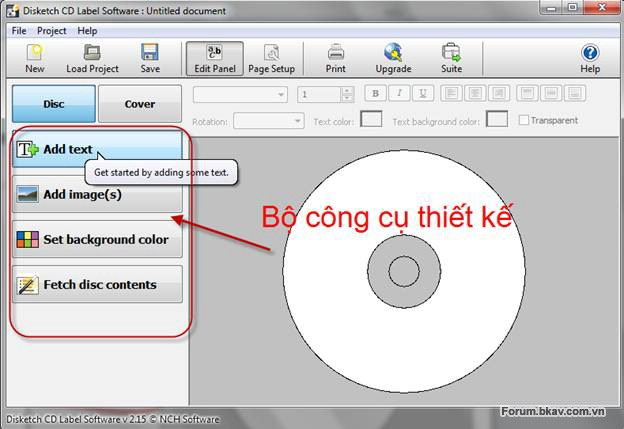 Disketch CD Label Software : Untitled document
File Project Help
New Load Project Save Edit Panel Page Setup Print Upgrade Suite Help
Disc Cover
1 B I U
Rotation: Text color: Text background color: Transparent
Add text
Get started by adding some text.
Add image(s)
Bộ công cụ thiết kế
Set background color
Fetch disc contents
Forum.bkav.com.vn
Disketch CD Label Software v 2.15 © NCH Software